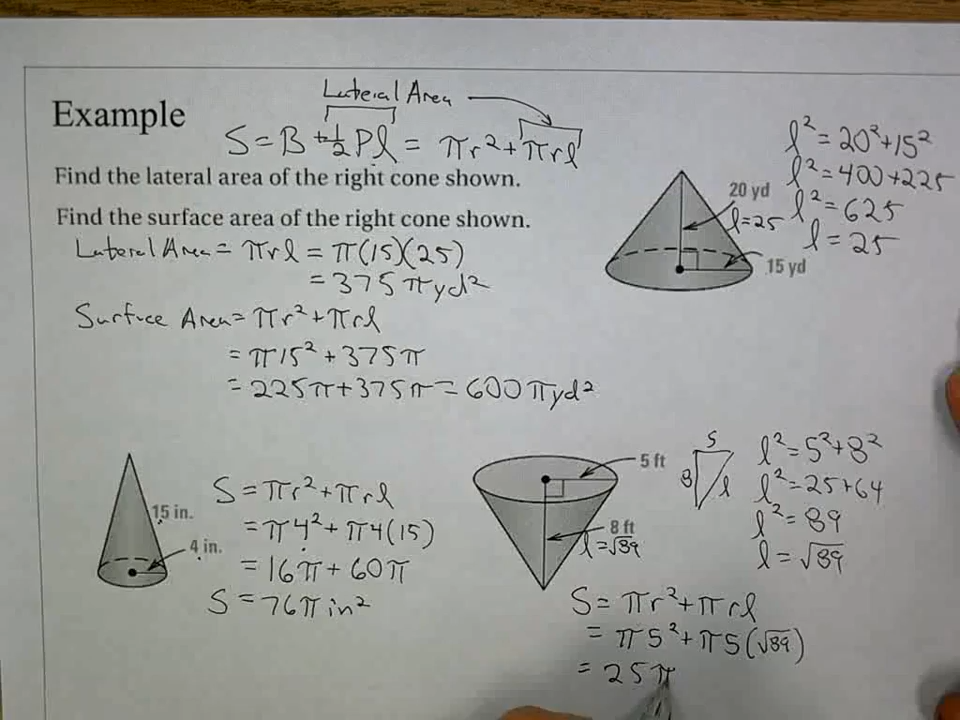 Lateral Area
Example
S = B + ½Pl = πr² + πrl
Find the lateral area of the right cone shown.
Find the surface area of the right cone shown.
Lateral Area = πrl = π(15)(25)
= 375πyd²
Surface Area = πr² + πrl
= π15² + 375π
= 225π + 375π = 600πyd²
20 yd
l=25
15 yd
l² = 20² + 15²
l² = 400 + 225
l² = 625
l = 25
15 in.
4 in.
S = πr² + πrl
= π4² + π4(15)
= 16π + 60π
S = 76π in²
5 ft
8 ft
l = √89
5
8
l
l² = 5² + 8²
l² = 25 + 64
l² = 89
l = √89
S = πr² + πrl
= π5² + π5(√89)
= 25π